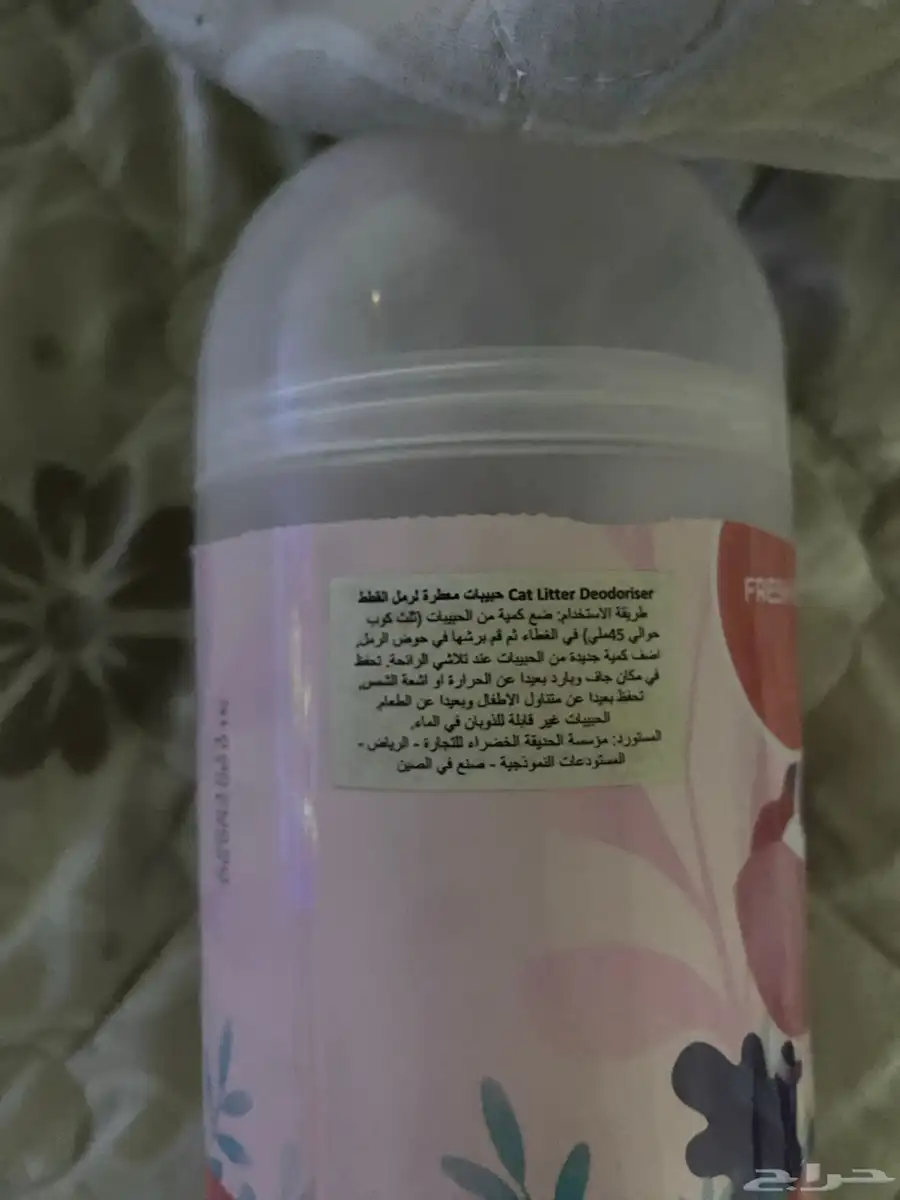 Cat Litter Deodoriser حبيبات معطرة لرمل القطط
طريقة الاستخدام: ضع كمية من الحبيبات (ثلث كوب
حوالي 45ملي) في الغطاء ثم قم برشها في حوض الرمل.
اضف كمية جديدة من الحبيبات عند تلاشي الرائحة. تحفظ
في مكان جاف وبارد بعيدا عن الحرارة او اشعة الشمس.
تحفظ بعيدا عن متناول الاطفال وبعيدا عن الطعام.
الحبيبات غير قابلة للذوبان في الماء.
المستورد: مؤسسة الحديقة الخضراء للتجارة - الرياض -
المستودعات النموذجية - صنع في الصين
حراج